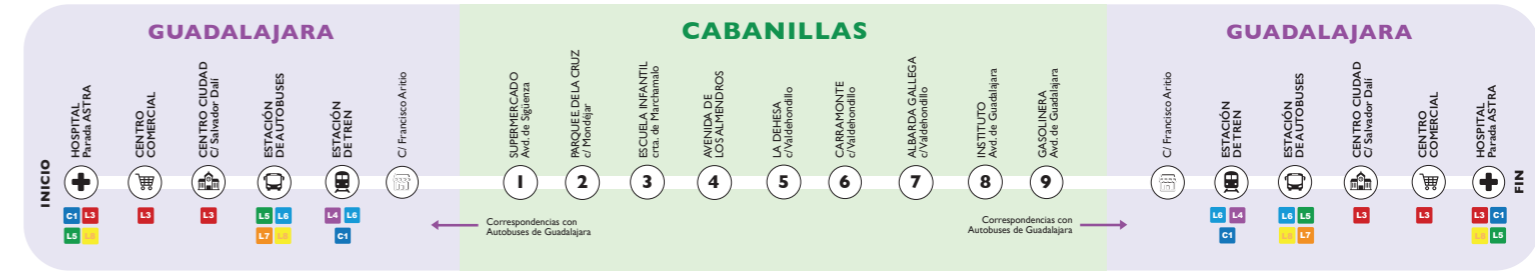 GUADALAJARA
CABANILLAS
GUADALAJARA
INICIO
HOSPITAL
Parada ASTRA
CENTRO
COMERCIAL
CENTRO CIUDAD
C/ Salvador Dalí
ESTACIÓN
DE AUTOBUSES
ESTACIÓN
DE TREN
C/ Francisco Aritio
SUPERMERCADO
Avd. de Sigüenza
PARQUE E. DE LA CRUZ
c/ Mondéjar
ESCUELA INFANTIL
crta. de Marchamalo
AVENIDA DE
LOS ALMENDROS
LA DEHESA
c/Valdehondillo
CARRAMONTE
c/Valdehondillo
ALBARDA GALLEGA
c/Valdehondillo
INSTITUTO
Avd. de Guadalajara
GASOLINERA
Avd. de Guadalajara
C/ Francisco Aritio
ESTACIÓN
DE TREN
ESTACIÓN
DE AUTOBUSES
CENTRO CIUDAD
C/ Salvador Dalí
CENTRO
COMERCIAL
HOSPITAL
Parada ASTRA
FIN
1 2 3 4 5 6 7 8 9
C1 L3
L5
L3
L3
L5 L6
L7
L4 L6
C1
Correspondencias con
Autobuses de Guadalajara
Correspondencias con
Autobuses de Guadalajara
L6 L4
C1
L6 L5
L7
L3
L3
L3 C1
L5